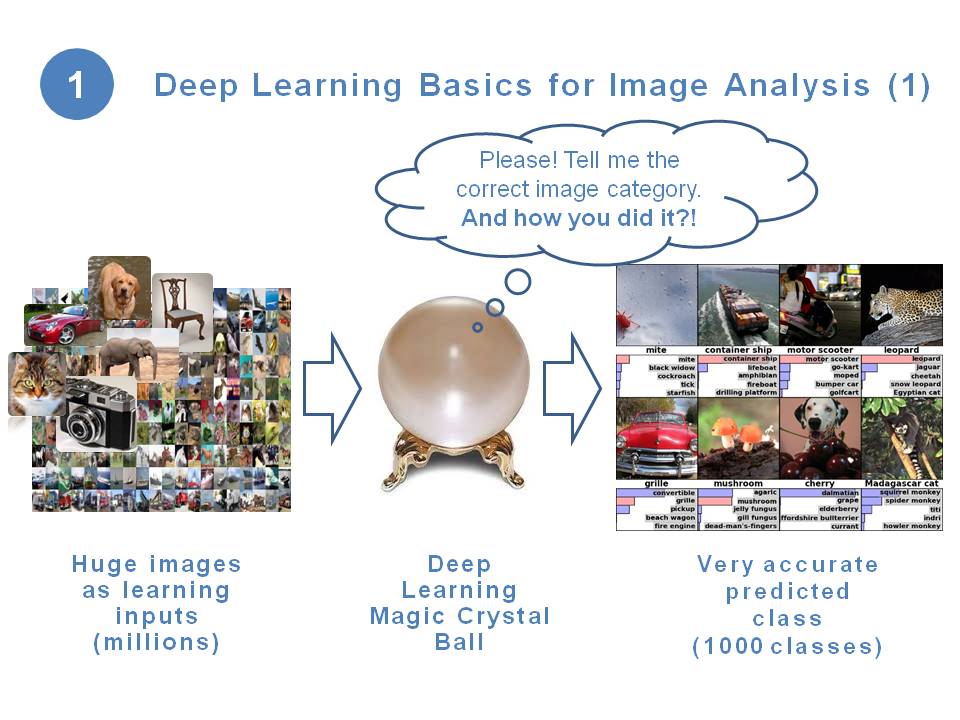 1
Deep Learning Basics for Image Analysis (1)
Please! Tell me the
correct image category.
And how you did it?!
mite
container ship
motor scooter
leopard
mite
black widow
cockroach
tick
starfish
container ship
lifeboat
amphibian
fireboat
drilling platform
motor scooter
go-kart
moped
bumper car
golfcart
leopard
jaguar
cheetah
snow leopard
Egyptian cat
grille
mushroom
cherry
Madagascar cat
convertible
grille
pickup
beach wagon
fire engine
agaric
mushroom
jelly fungus
gill fungus
dead-man's-fingers
dalmatian
grape
elderberry
ffordshire bullterrier
currant
squirrel monkey
spider monkey
titi
indri
howler monkey
Huge images
as learning
inputs
(millions)
Deep
Learning
Magic Crystal
Ball
Very accurate
predicted
class
(1000 classes)